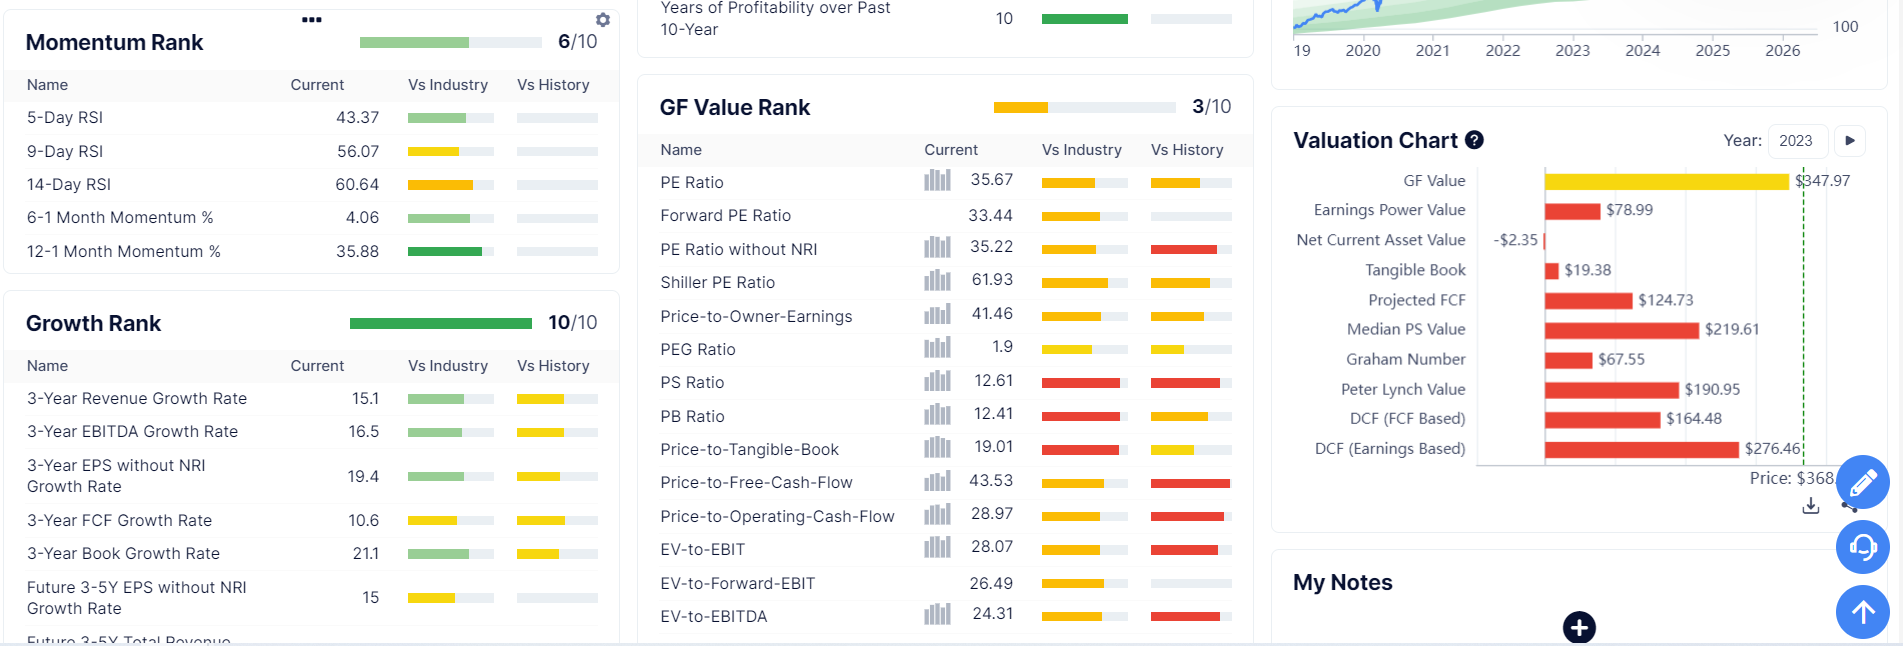 Momentum Rank
6/10
Name Current Vs Industry Vs History
5-Day RSI 43.37
9-Day RSI 56.07
14-Day RSI 60.64
6-1 Month Momentum % 4.06
12-1 Month Momentum % 35.88
Growth Rank
10/10
Name Current Vs Industry Vs History
3-Year Revenue Growth Rate 15.1
3-Year EBITDA Growth Rate 16.5
3-Year EPS without NRI
Growth Rate 19.4
3-Year FCF Growth Rate 10.6
3-Year Book Growth Rate 21.1
Future 3-5Y EPS without NRI
Growth Rate 15
Future 3-5Y Total Revenue
Years of Profitability over Past
10-Year 10
GF Value Rank
3/10
Name Current Vs Industry Vs History
PE Ratio 35.67
Forward PE Ratio 33.44
PE Ratio without NRI 35.22
Shiller PE Ratio 61.93
Price-to-Owner-Earnings 41.46
PEG Ratio 1.9
PS Ratio 12.61
PB Ratio 12.41
Price-to-Tangible-Book 19.01
Price-to-Free-Cash-Flow 43.53
Price-to-Operating-Cash-Flow 28.97
EV-to-EBIT 28.07
EV-to-Forward-EBIT 26.49
EV-to-EBITDA 24.31
100
19 2020 2021 2022 2023 2024 2025 2026
Valuation Chart ?
Year: 2023
GF Value $347.97
Earnings Power Value $78.99
Net Current Asset Value -$2.35
Tangible Book $19.38
Projected FCF $124.73
Median PS Value $219.61
Graham Number $67.55
Peter Lynch Value $190.95
DCF (FCF Based) $164.48
DCF (Earnings Based) $276.46
Price: $368.
My Notes